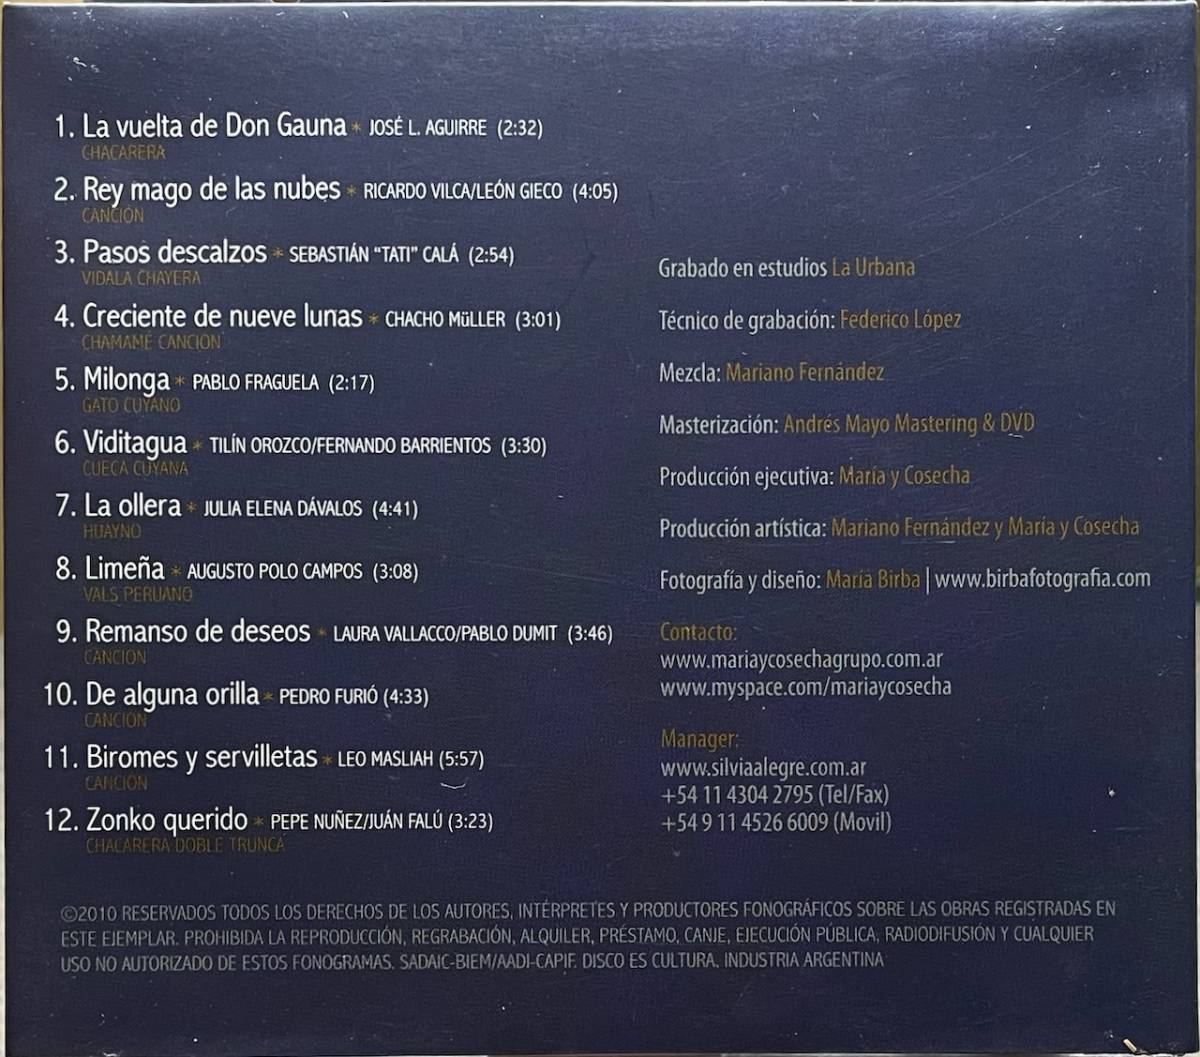 1. La vuelta de Don Gauna * JOSÉ L. AGUIRRE (2:32)
CHACARERA
2. Rey mago de las nubes * RICARDO VILCA/LEÓN GIECO (4:05)
CANCIÓN
3. Pasos descalzos * SEBASTIÁN "TATI" CALÁ (2:54)
VIDALA CHAYERA
4. Creciente de nueve lunas * CHACHO MüLLER (3:01)
CHAMAMÉ CANCIÓN
5. Milonga * PABLO FRAGUELA (2:17)
GATO CUYANO
6. Viditagua * TILÍN OROZCO/FERNANDO BARRIENTOS (3:30)
CUECA CUYANA
7. La ollera * JULIA ELENA DÁVALOS (4:41)
HUAYNO
8. Limeña * AUGUSTO POLO CAMPOS (3:08)
VALS PERUANO
9. Remanso de deseos * LAURA VALLACCO/PABLO DUMIT (3:46)
CANCIÓN
10. De alguna orilla * PEDRO FURIÓ (4:33)
CANCIÓN
11. Biromes y servilletas * LEO MASLIAH (5:57)
CANCIÓN
12. Zonko querido * PEPE NUÑEZ/JUÁN FALÚ (3:23)
CHACARERA DOBLE TRUNCA
Grabado en estudios La Urbana
Técnico de grabación: Federico López
Mezcla: Mariano Fernández
Masterización: Andrés Mayo Mastering & DVD
Producción ejecutiva: María y Cosecha
Producción artística: Mariano Fernández y María y Cosecha
Fotografía y diseño: María Birba | www.birbafotografia.com
Contacto:
www.mariaycosechagrupo.com.ar
www.myspace.com/mariaycosecha
Manager:
www.silviaalegre.com.ar
+54 11 4304 2795 (Tel/Fax)
+54 9 11 4526 6009 (Movil)
©2010 RESERVADOS TODOS LOS DERECHOS DE LOS AUTORES, INTÉRPRETES Y PRODUCTORES FONOGRÁFICOS SOBRE LAS OBRAS REGISTRADAS EN
ESTE EJEMPLAR. PROHIBIDA LA REPRODUCCIÓN, REGRABACIÓN, ALQUILER, PRÉSTAMO, CANJE, EJECUCIÓN PÚBLICA, RADIODIFUSIÓN Y CUALQUIER
USO NO AUTORIZADO DE ESTOS FONOGRAMAS. SADAIC-BIEM/AADI-CAPIF. DISCO ES CULTURA. INDUSTRIA ARGENTINA